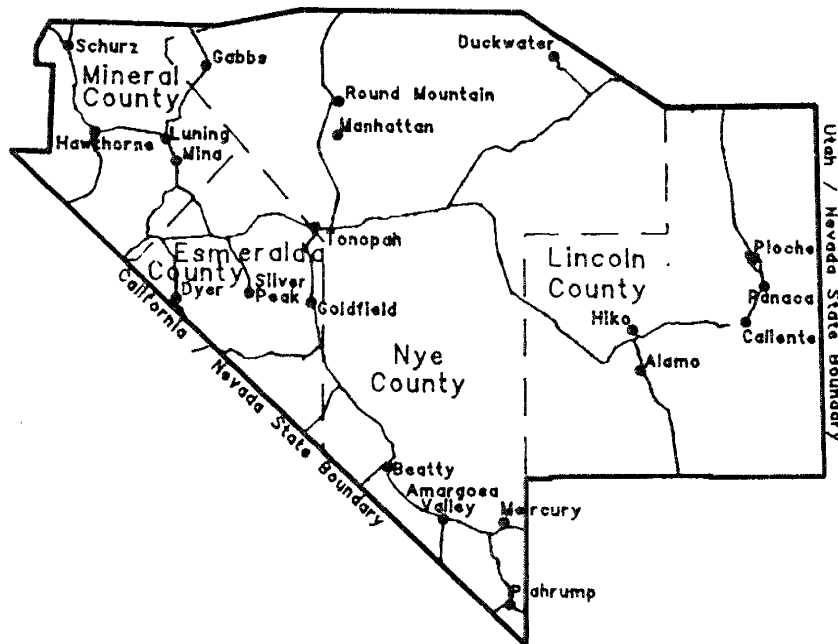 Schurz
Gabbs
Duckwater
Mineral
County
Round Mountain
Manhattan
Luning
Hawthorne
Mina
Tonopah
Esmeralda
County
Dyer
Silver
Peak
Goldfield
Lincoln
County
Pioche
Panaca
Hiko
Caliente
Alamo
Nye
County
Beatty
Amargosa
Valley
Mercury
Pahrump
California / Nevada State Boundary
Utah / Nevada State Boundary